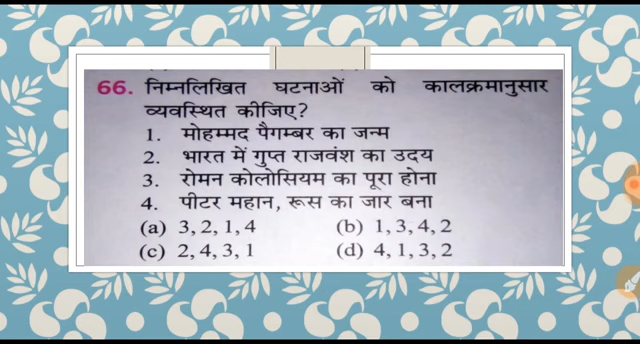 66. निम्नलिखित घटनाओं को कालक्रमानुसार
व्यवस्थित कीजिए?
1. मोहम्मद पैगम्बर का जन्म
2. भारत में गुप्त राजवंश का उदय
3. रोमन कोलोसियम का पूरा होना
4. पीटर महान, रूस का जार बना
(a) 3, 2, 1, 4 (b) 1, 3, 4, 2
(c) 2, 4, 3, 1 (d) 4, 1, 3, 2